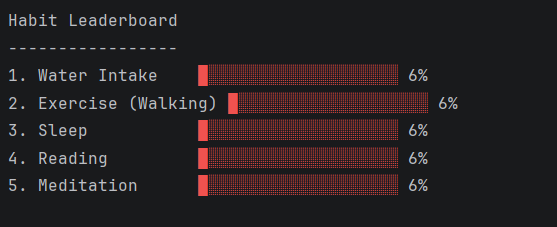 Habit Leaderboard
-----------------
1. Water Intake 6%
2. Exercise (Walking) 6%
3. Sleep 6%
4. Reading 6%
5. Meditation 6%